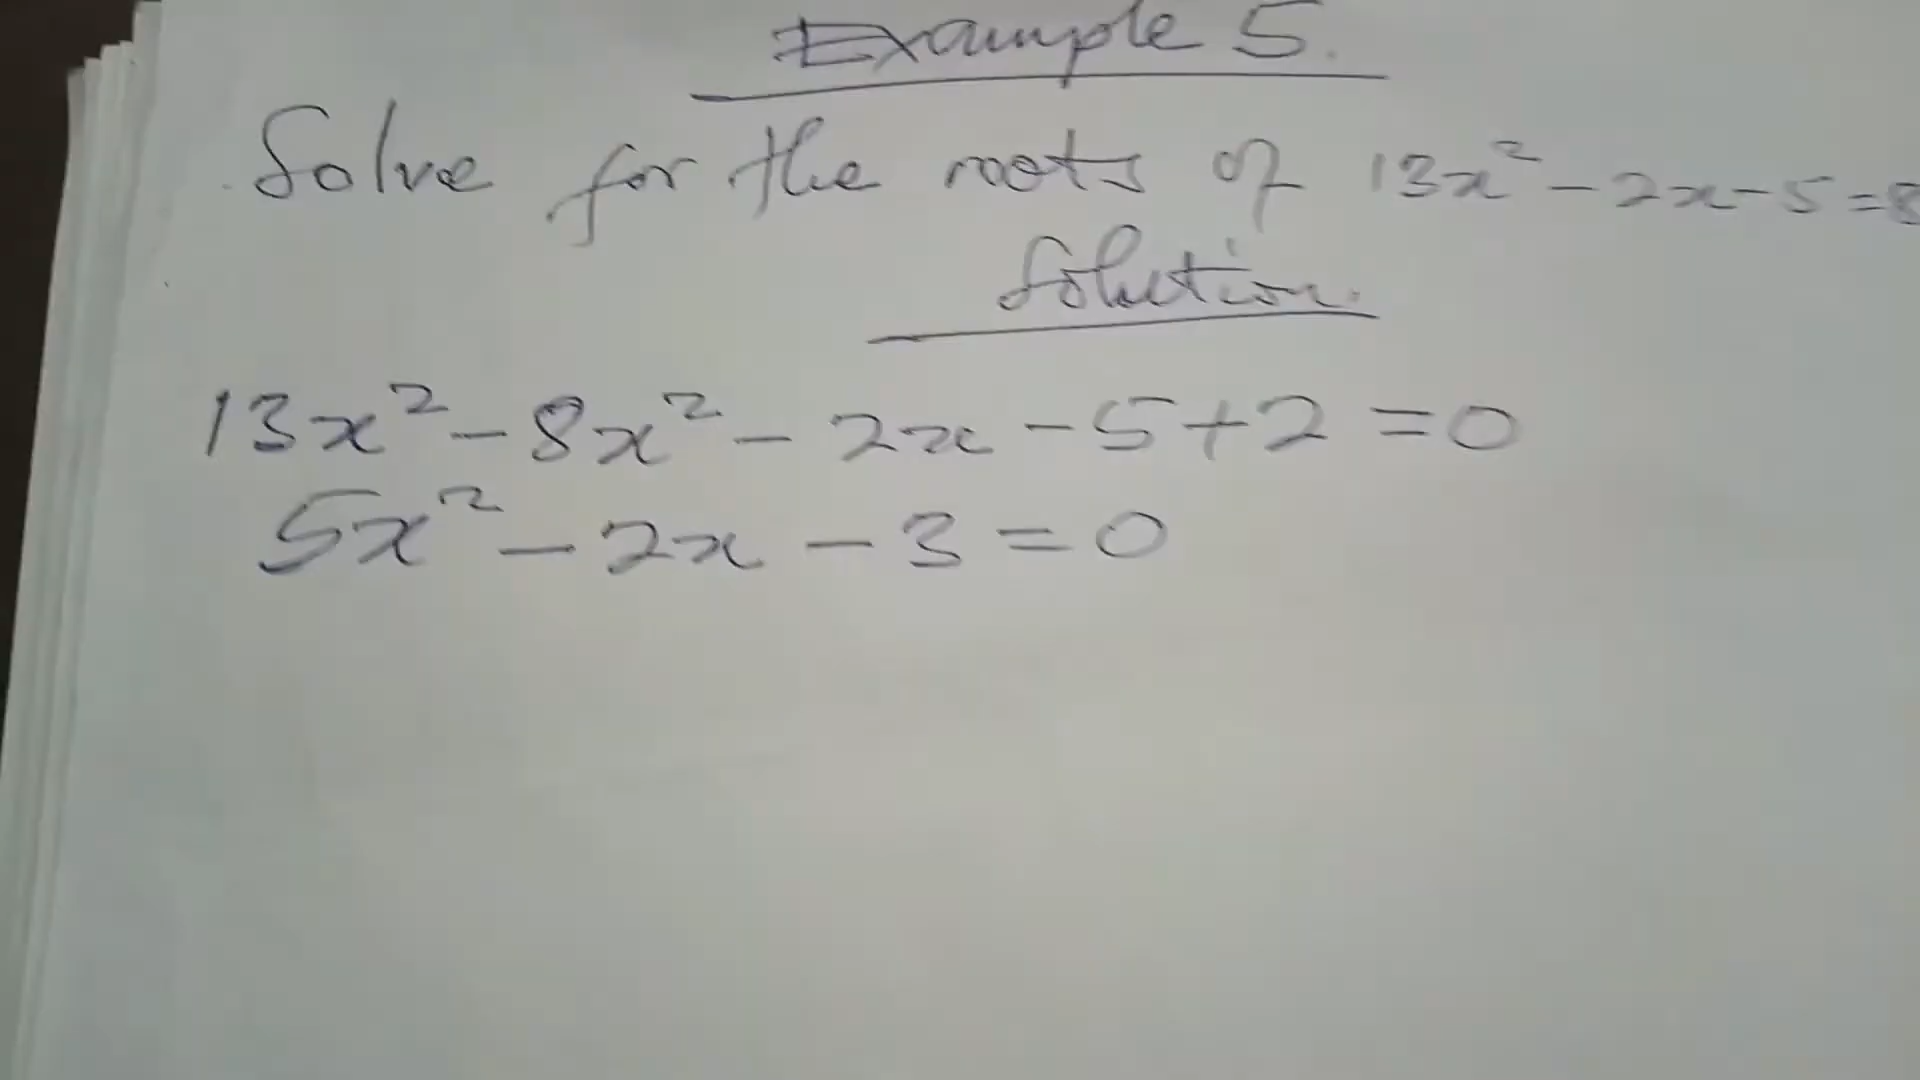 Example 5.
Solve for the roots of 13x² - 2x - 5 = 8
Solution.
13x² - 8x² - 2x - 5 + 2 = 0
5x² - 2x - 3 = 0